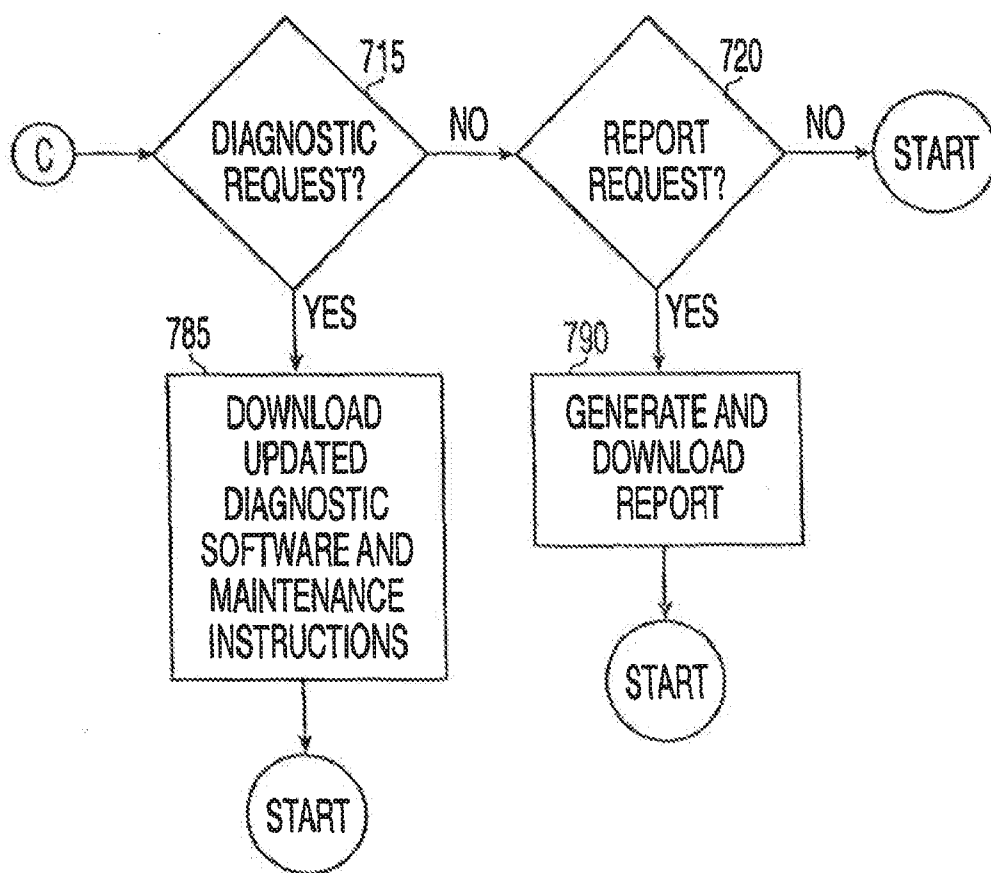 C
715
DIAGNOSTIC
REQUEST?
NO
720
REPORT
REQUEST?
NO
START
YES
785
DOWNLOAD
UPDATED
DIAGNOSTIC
SOFTWARE AND
MAINTENANCE
INSTRUCTIONS
START
YES
790
GENERATE AND
DOWNLOAD
REPORT
START